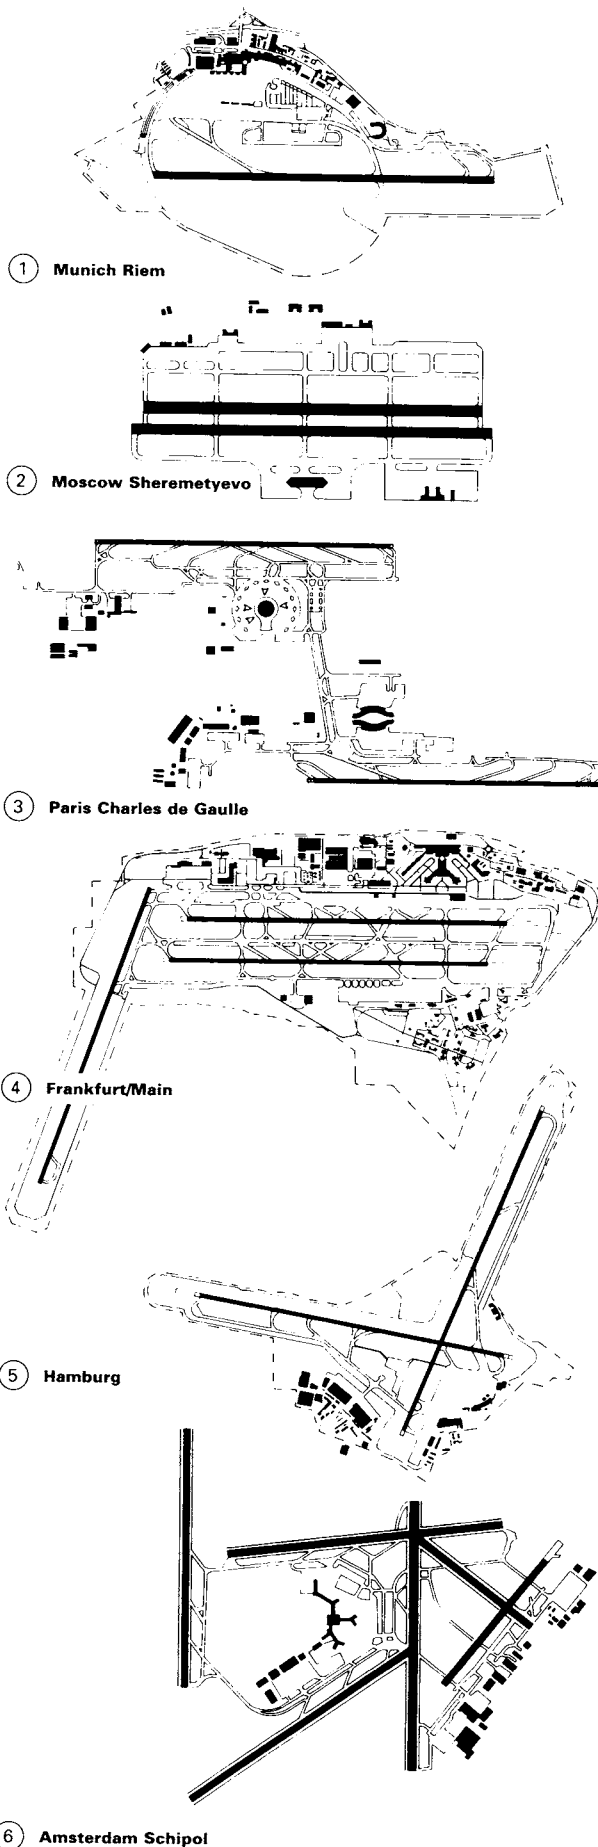 1 Munich Riem
2 Moscow Sheremetyevo
3 Paris Charles de Gaulle
4 Frankfurt/Main
5 Hamburg
6 Amsterdam Schipol